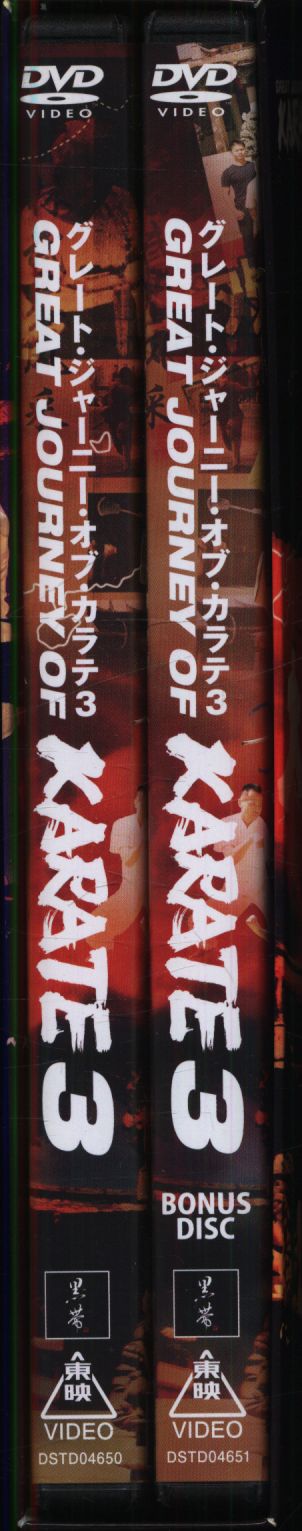 DVD
VIDEO
グレート・ジャーニー・オブ・カラテ3
GREAT JOURNEY OF
KARATE 3
黒帯
東映
VIDEO
DSTD04650
DVD
VIDEO
グレート・ジャーニー・オブ・カラテ3
GREAT JOURNEY OF
KARATE 3
BONUS
DISC
黒帯
東映
VIDEO
DSTD04651